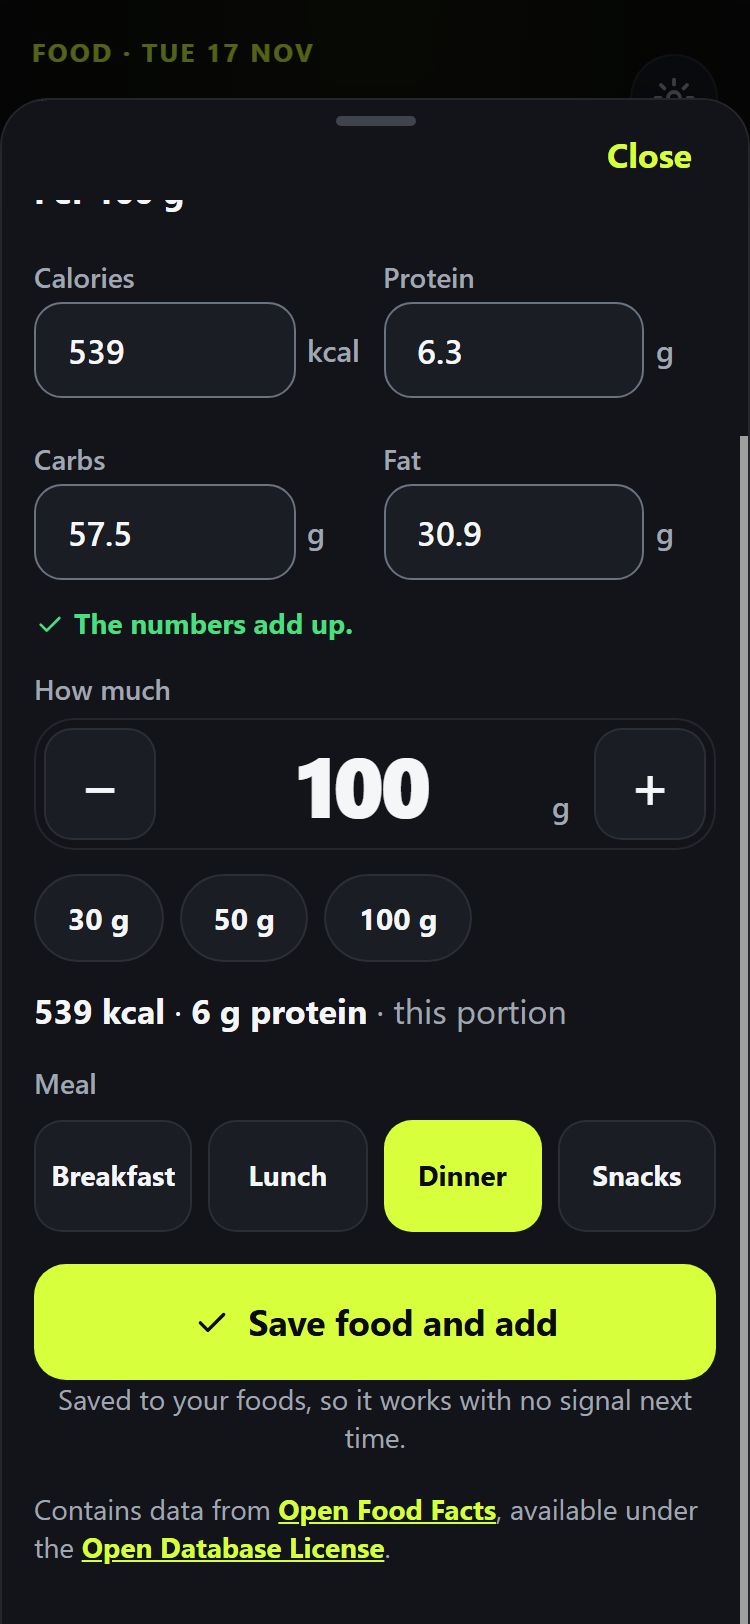 FOOD · TUE 17 NOV
Close
Per 100 g
Calories
Protein
539 kcal
6.3 g
Carbs
Fat
57.5 g
30.9 g
The numbers add up.
How much
− 100 g +
30 g 50 g 100 g
539 kcal · 6 g protein · this portion
Meal
Breakfast Lunch Dinner Snacks
Save food and add
Saved to your foods, so it works with no signal next
time.
Contains data from Open Food Facts, available under
the Open Database License.